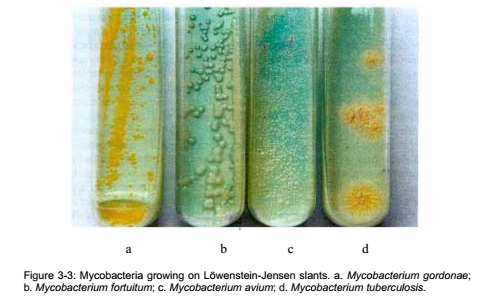 a b c d
Figure 3-3: Mycobacteria growing on Löwenstein-Jensen slants. a. Mycobacterium gordonae;
b. Mycobacterium fortuitum; c. Mycobacterium avium; d. Mycobacterium tuberculosis.